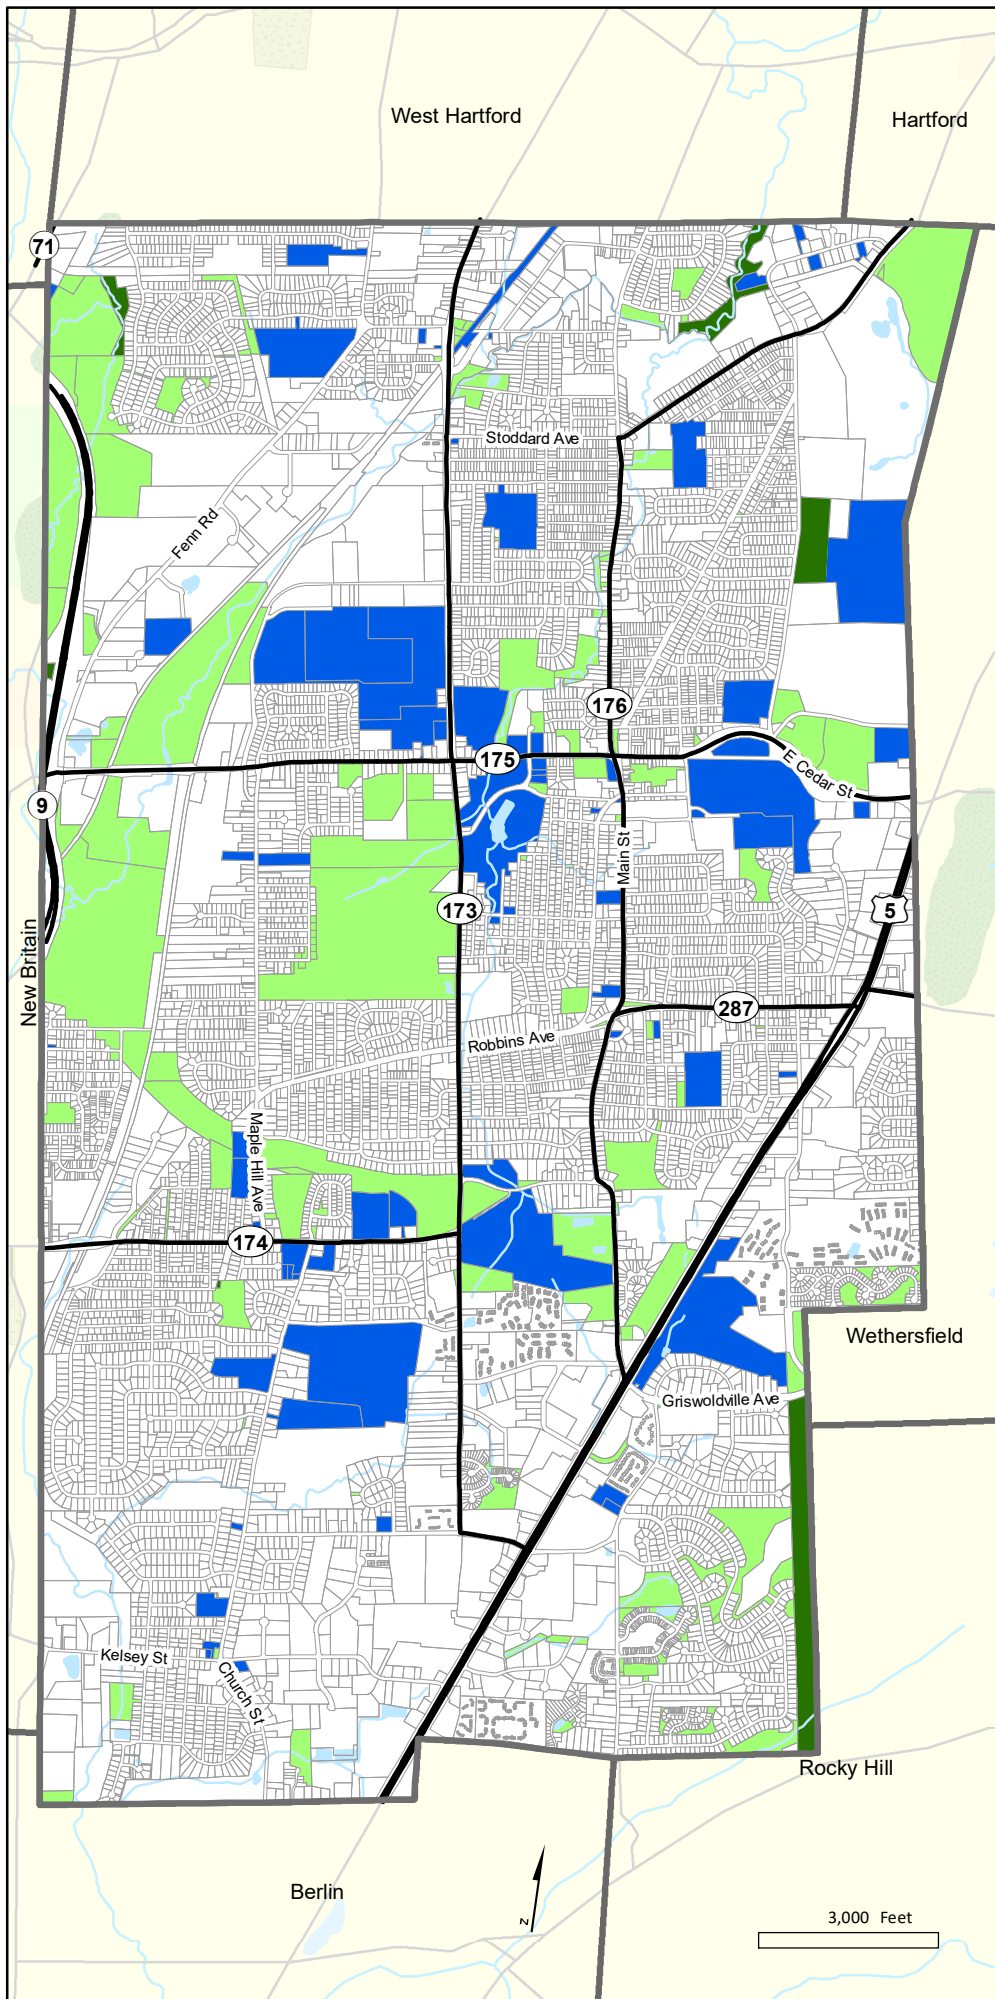 West Hartford
Hartford
71
Stoddard Ave
Fenn Rd
176
175
E Cedar St
9
Main St
173
5
New Britain
287
Robbins Ave
Maple Hill Ave
174
Wethersfield
Griswoldville Ave
Kelsey St
Church St
Rocky Hill
Berlin
z
3,000 Feet